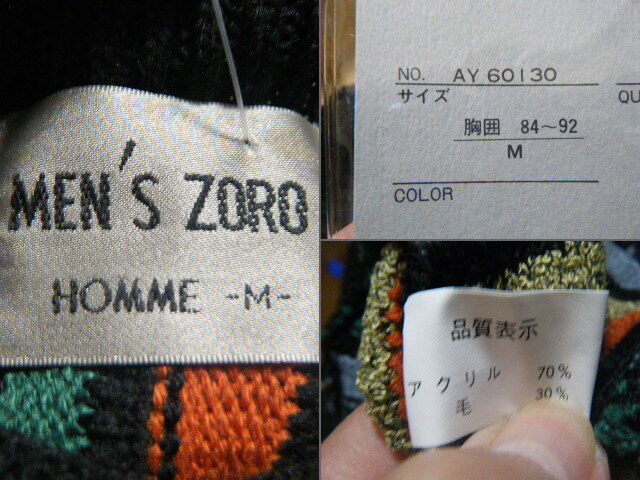 MEN'S ZORO
HOMME -M-
NO. AY 60130
サイズ
QU
胸囲 84～92
M
COLOR
品質表示
アクリル 70%
毛 30%